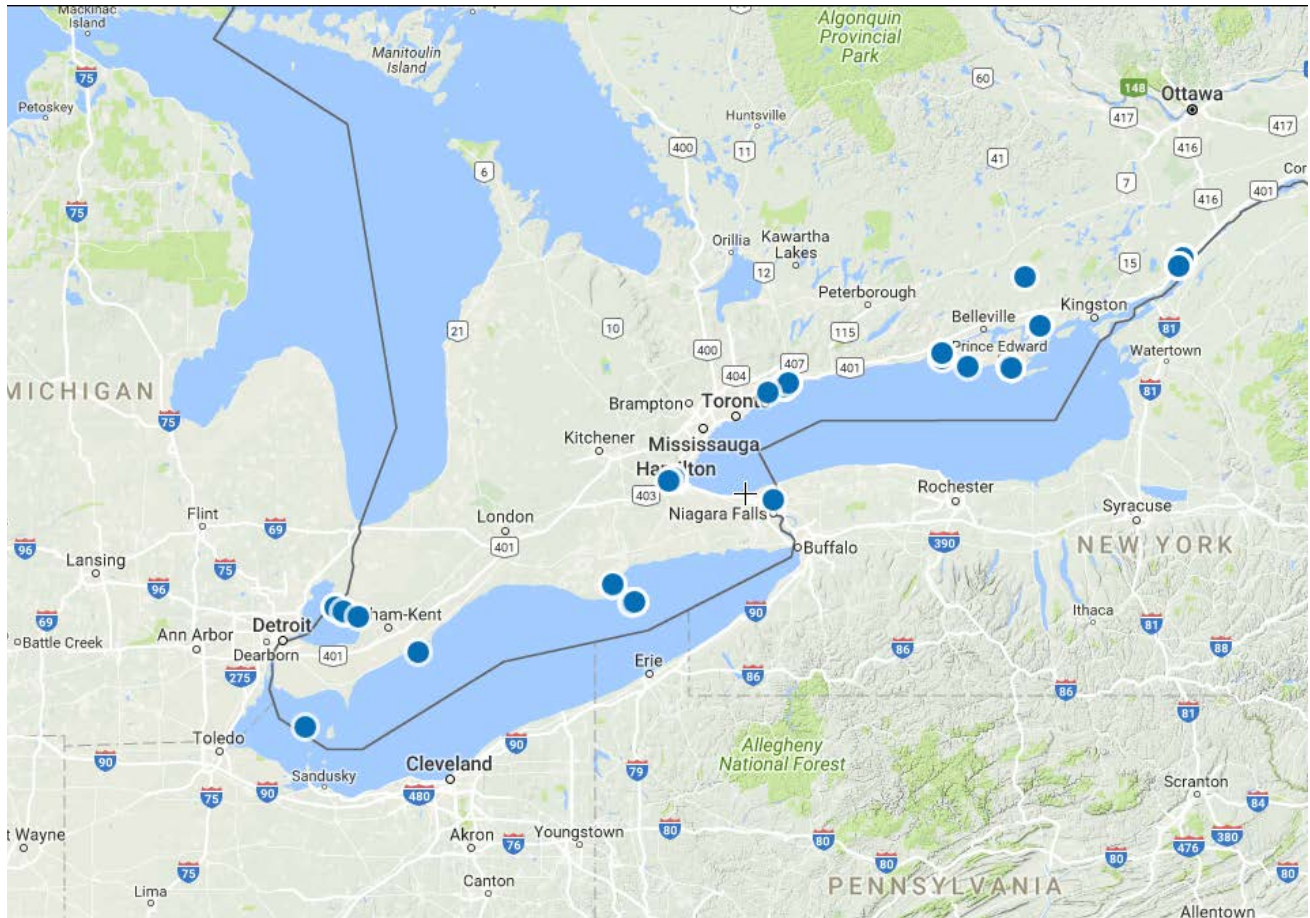 Mackinac
Island
Manitoulin
Island
Algonquin
Provincial
Park
75
60
148
Ottawa
Petoskey
Huntsville
417
417
400
11
416
41
6
7
Cor
401
416
75
Orillia
Kawartha
Lakes
12
15
Peterborough
Kingston
21
10
115
Belleville
81
400
Prince Edward
Watertown
404
407
401
MICHIGAN
81
Brampton
Toront
75
Kitchener
Mississauga
Hamilton
403
Rochester
Flint
London
Niagara Falls
Syracuse
69
401
96
Buffalo
390
NEW YORK
Lansing
75
96
90
Ithaca
69
ham-Kent
81
Detroit
Battle Creek
Ann Arbor
Dearborn
401
86
88
275
Erie
86
86
81
Toledo
90
Allegheny
National Forest
90
Cleveland
79
Sandusky
Scranton
75
90
480
84
t Wayne
Akron
76
Youngstown
80
80
380
476
80
80
75
80
Canton
PENNSYLVANIA
Lima
Allentown